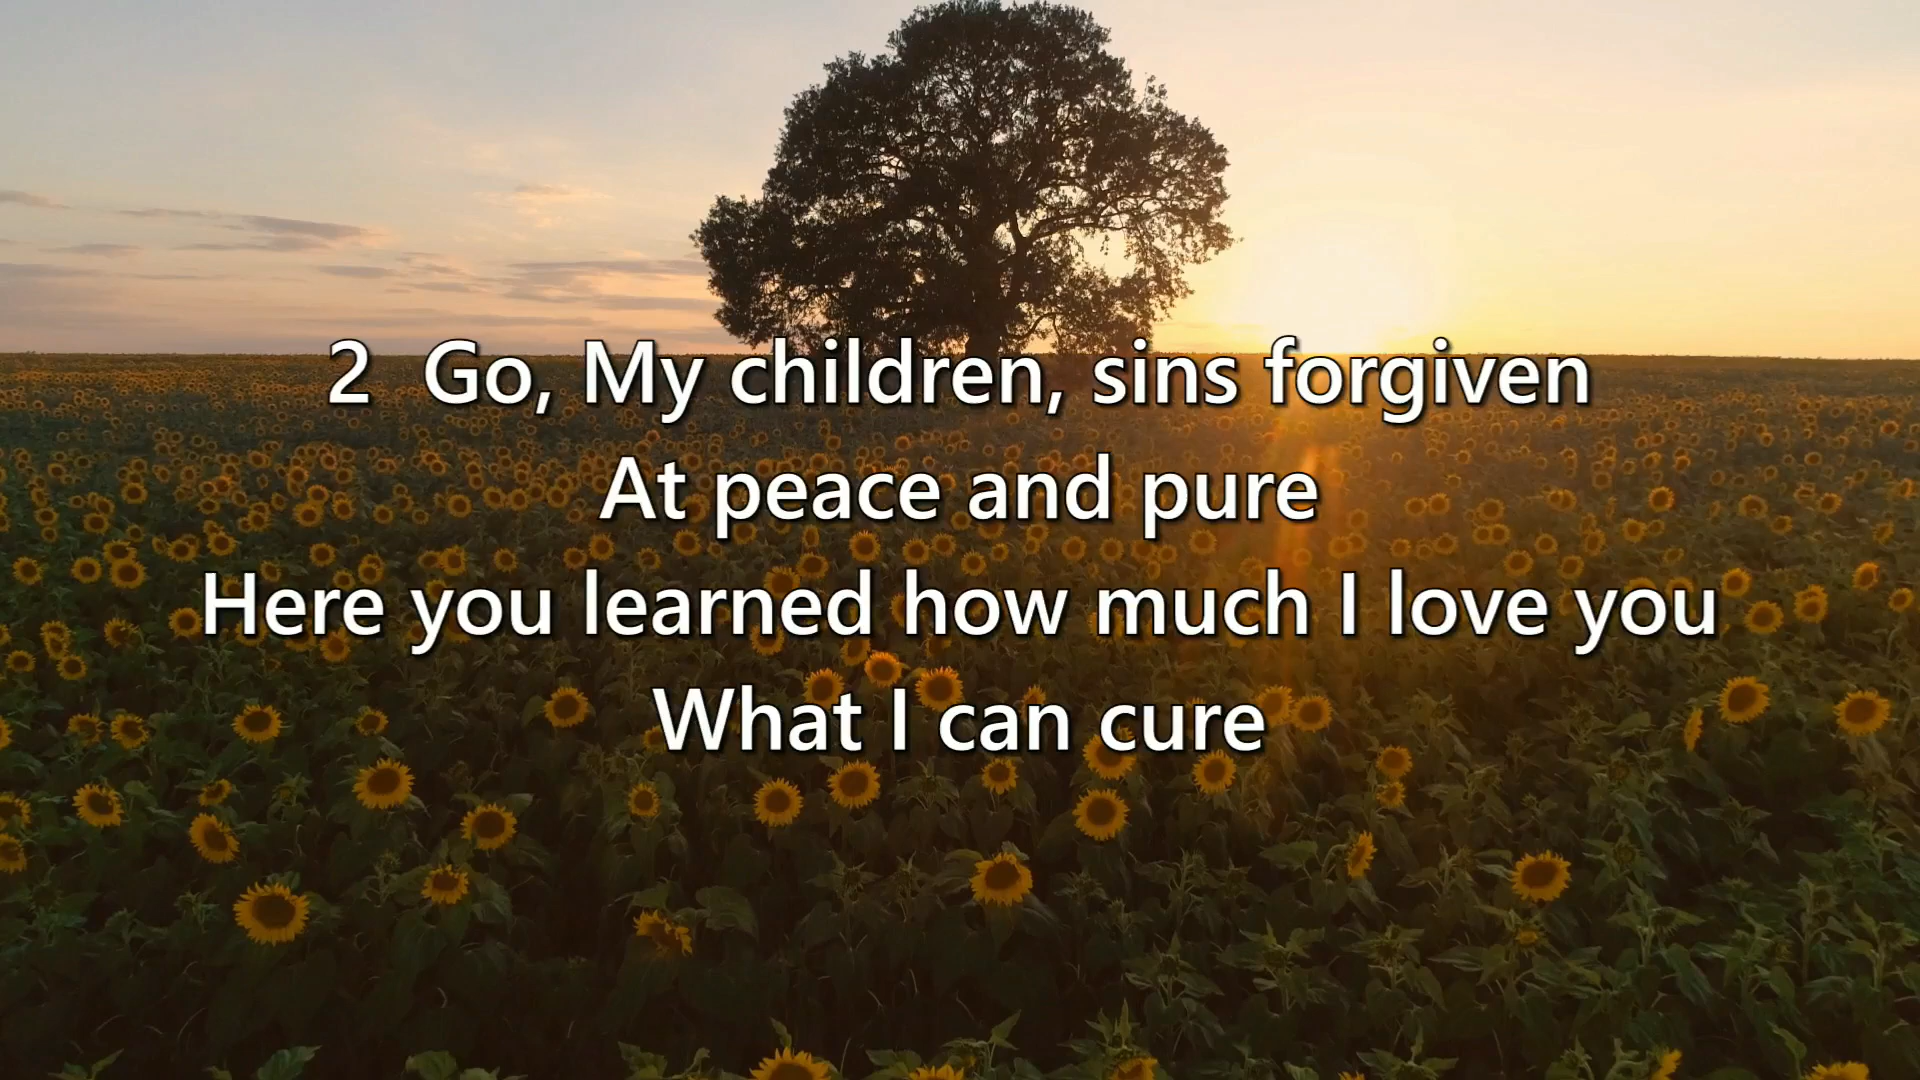 2 Go, My children, sins forgiven
At peace and pure
Here you learned how much I love you
What I can cure